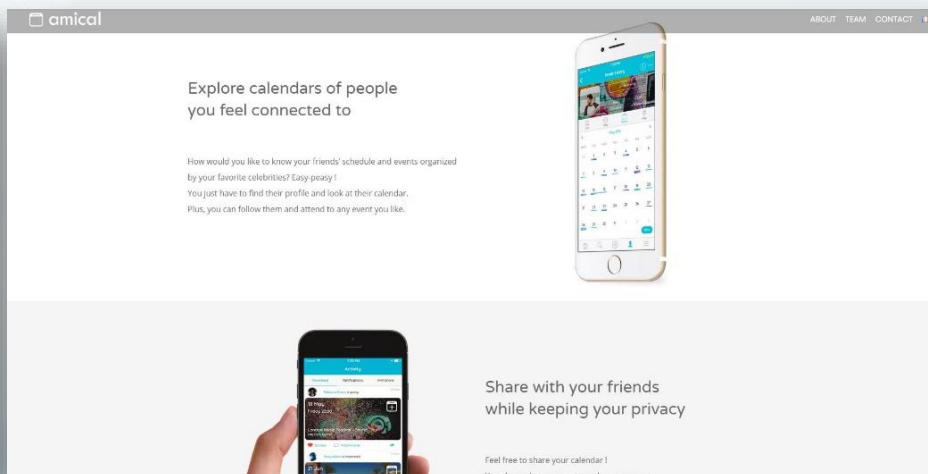 amical
ABOUT TEAM CONTACT
Explore calendars of people
you feel connected to
How would you like to know your friends' schedule and events organized
by your favorite celebrities? Easy-peasy !
You just have to find their profile and look at their calendar.
Plus, you can follow them and attend to any event you like.
Activity
Notifications
Invitations
Share with your friends
while keeping your privacy
Feel free to share your calendar !